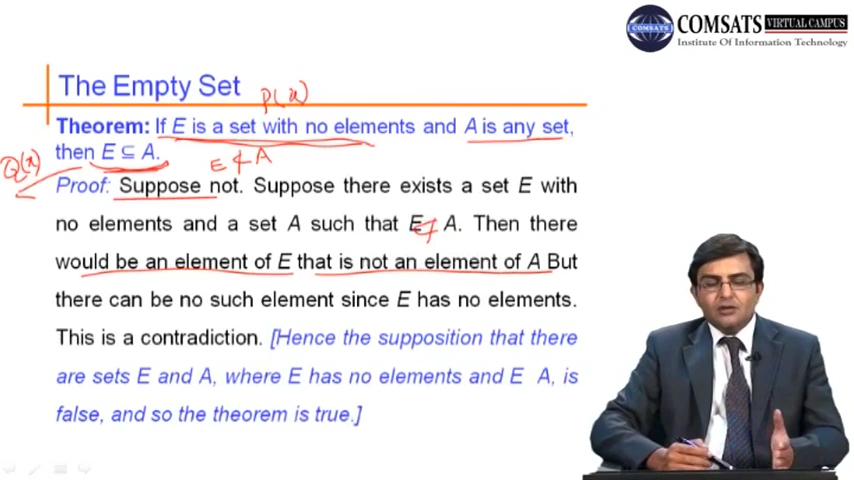 COMSATS VIRTUAL CAMPUS
COMSATS
Institute Of Information Technology
The Empty Set
P(x)
Theorem: If E is a set with no elements and A is any set,
then E ⊆ A.
Q(x)
E ⊄ A
Proof: Suppose not. Suppose there exists a set E with
no elements and a set A such that E ⊄ A. Then there
would be an element of E that is not an element of A But
there can be no such element since E has no elements.
This is a contradiction. [Hence the supposition that there
are sets E and A, where E has no elements and E A, is
false, and so the theorem is true.]